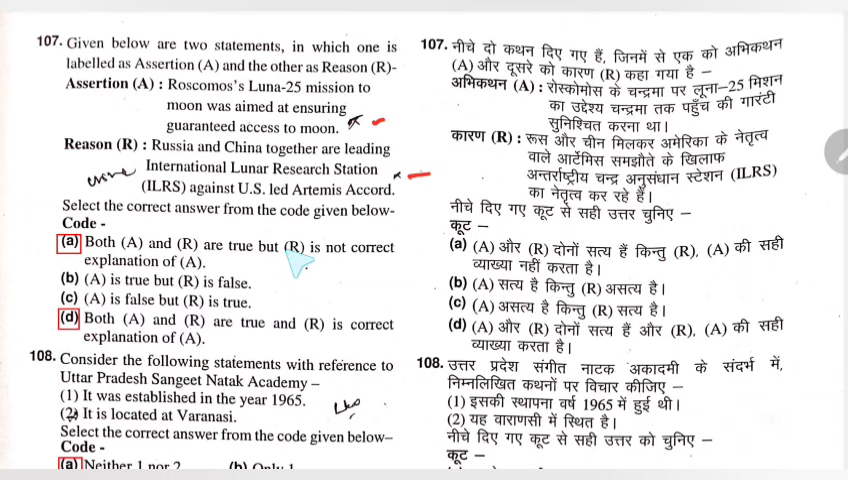 107. Given below are two statements, in which one is
labelled as Assertion (A) and the other as Reason (R)-
Assertion (A) : Roscomos's Luna-25 mission to
moon was aimed at ensuring
guaranteed access to moon.
Reason (R) : Russia and China together are leading
International Lunar Research Station
(ILRS) against U.S. led Artemis Accord.
Select the correct answer from the code given below-
Code -
(a) Both (A) and (R) are true but (R) is not correct
explanation of (A).
(b) (A) is true but (R) is false.
(c) (A) is false but (R) is true.
(d) Both (A) and (R) are true and (R) is correct
explanation of (A).
108. Consider the following statements with reference to
Uttar Pradesh Sangeet Natak Academy –
(1) It was established in the year 1965.
(2) It is located at Varanasi.
Select the correct answer from the code given below–
Code -
(a) Neither 1 nor 2 (b) Only 1
107. नीचे दो कथन दिए गए हैं, जिनमें से एक को अभिकथन
(A) और दूसरे को कारण (R) कहा गया है –
अभिकथन (A) : रोस्कोमोस के चन्द्रमा पर लूना–25 मिशन
का उद्देश्य चन्द्रमा तक पहुँच की गारंटी
सुनिश्चित करना था।
कारण (R) : रूस और चीन मिलकर अमेरिका के नेतृत्व
वाले आर्टेमिस समझौते के खिलाफ
अन्तर्राष्ट्रीय चन्द्र अनुसंधान स्टेशन (ILRS)
का नेतृत्व कर रहे हैं।
नीचे दिए गए कूट से सही उत्तर चुनिए –
कूट –
(a) (A) और (R) दोनों सत्य हैं किन्तु (R), (A) की सही
व्याख्या नहीं करता है।
(b) (A) सत्य है किन्तु (R) असत्य है।
(c) (A) असत्य है किन्तु (R) सत्य है।
(d) (A) और (R) दोनों सत्य हैं और (R), (A) की सही
व्याख्या करता है।
108. उत्तर प्रदेश संगीत नाटक अकादमी के संदर्भ में,
निम्नलिखित कथनों पर विचार कीजिए –
(1) इसकी स्थापना वर्ष 1965 में हुई थी।
(2) यह वाराणसी में स्थित है।
नीचे दिए गए कूट से सही उत्तर को चुनिए –
कूट –